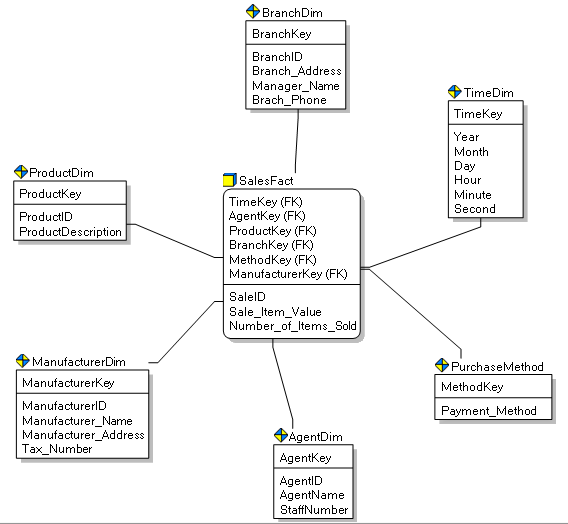 BranchDim
BranchKey
BranchID
Branch_Address
Manager_Name
Brach_Phone
TimeDim
TimeKey
Year
Month
Day
Hour
Minute
Second
ProductDim
ProductKey
ProductID
ProductDescription
SalesFact
TimeKey (FK)
AgentKey (FK)
ProductKey (FK)
BranchKey (FK)
MethodKey (FK)
ManufacturerKey (FK)
SaleID
Sale_Item_Value
Number_of_Items_Sold
ManufacturerDim
ManufacturerKey
ManufacturerID
Manufacturer_Name
Manufacturer_Address
Tax_Number
PurchaseMethod
MethodKey
Payment_Method
AgentDim
AgentKey
AgentID
AgentName
StaffNumber